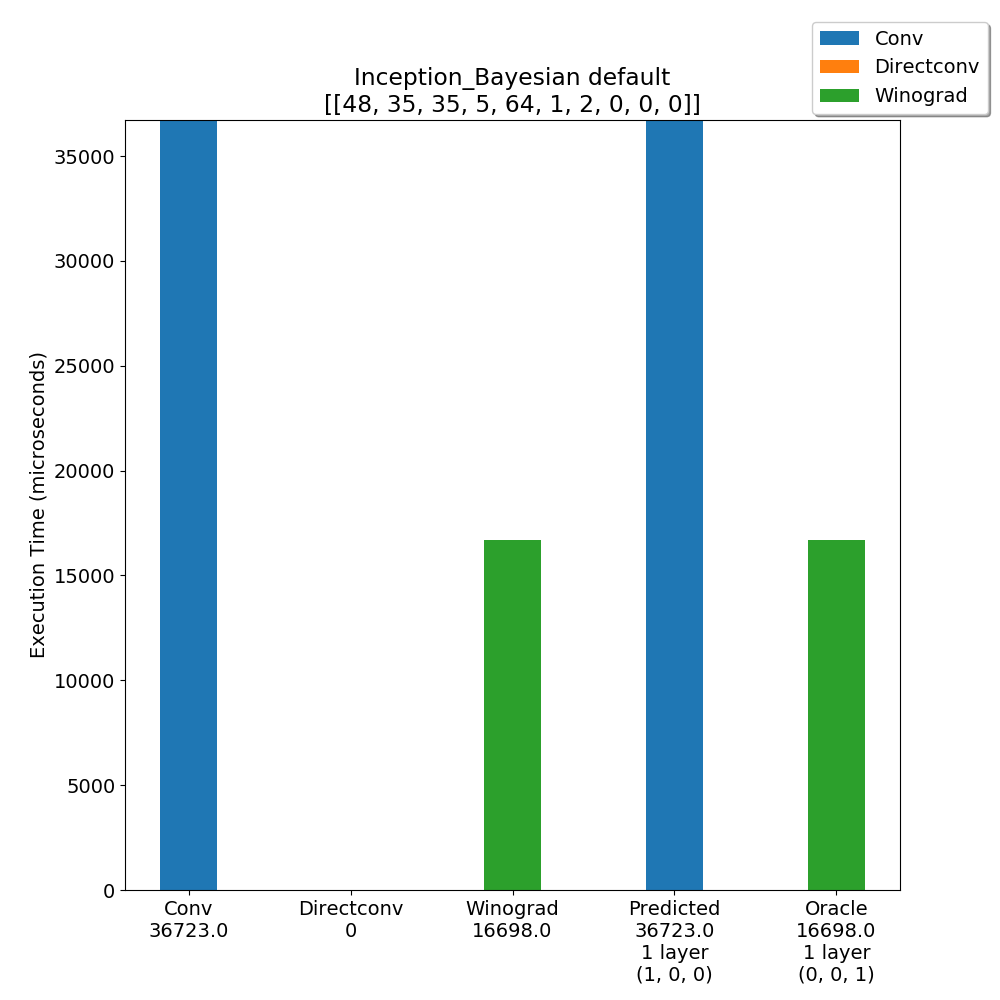 Conv
Directconv
Winograd
Inception_Bayesian default
[[48, 35, 35, 5, 64, 1, 2, 0, 0, 0]]
Execution Time (microseconds)
35000
30000
25000
20000
15000
10000
5000
0
Conv
36723.0
Directconv
0
Winograd
16698.0
Predicted
36723.0
1 layer
(1, 0, 0)
Oracle
16698.0
1 layer
(0, 0, 1)